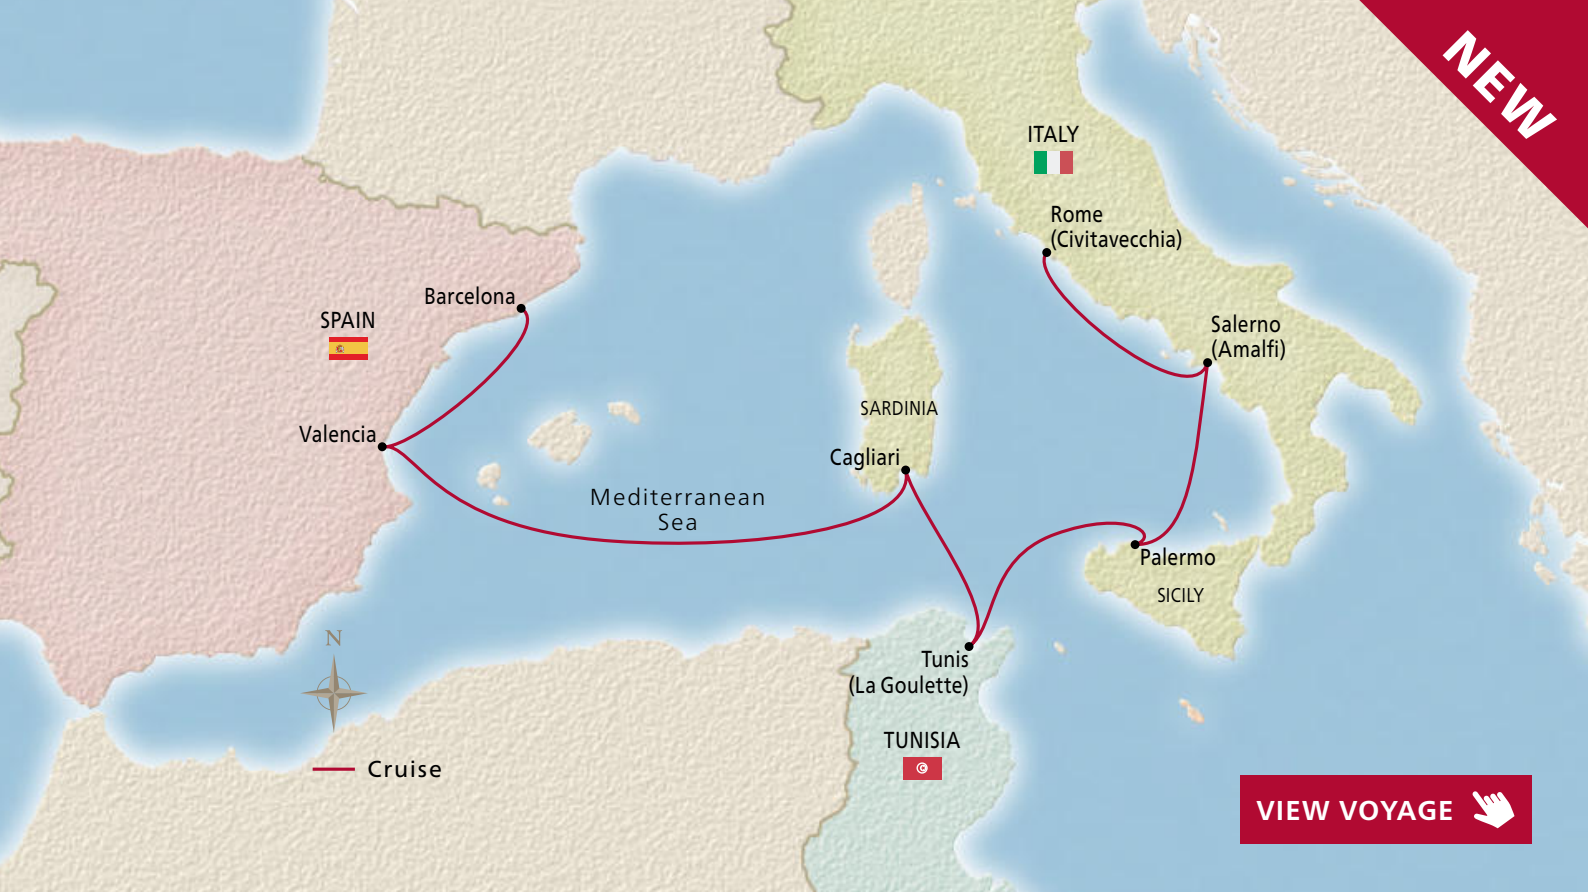 NEW
ITALY
Rome
(Civitavecchia)
Barcelona
SPAIN
Salerno
(Amalfi)
SARDINIA
Valencia
Cagliari
Mediterranean
Sea
Palermo
SICILY
N
Tunis
(La Goulette)
TUNISIA
Cruise
VIEW VOYAGE